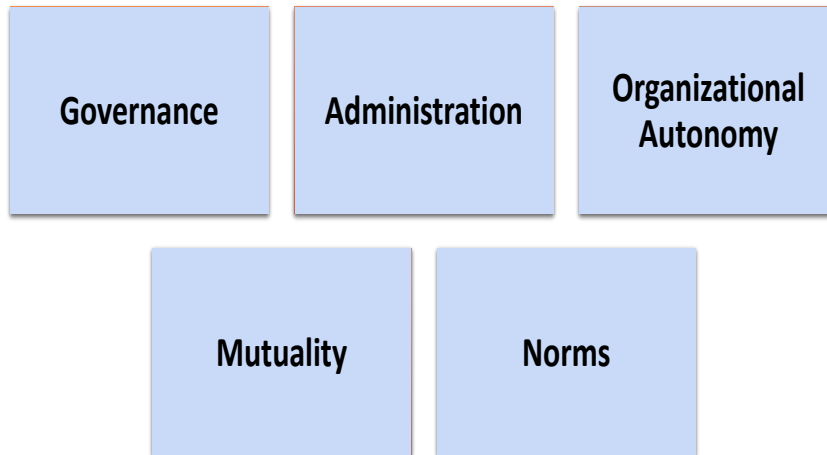 Governance
Administration
Organizational
Autonomy
Mutuality
Norms